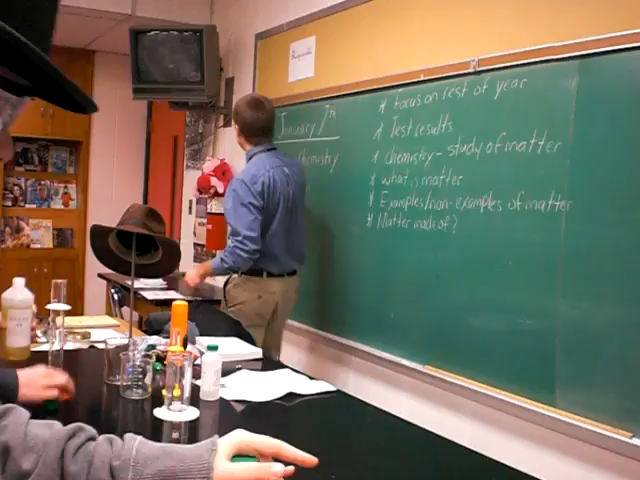 January 7th
chemistry
* Focus on rest of year
* Test results
* chemistry - study of matter
* what is matter
* Examples/non-examples of matter
* Matter made of?